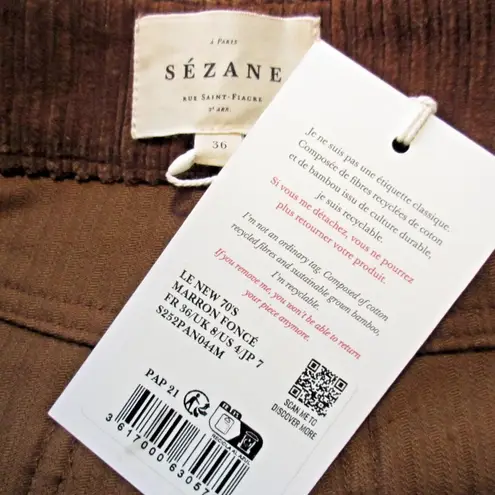 à Paris
SÉZANE
RUE SAINT-FIACRE
2e ARR.
36
Je ne suis pas une étiquette classique.
Composée de fibres recyclées de coton
et de bambou issu de culture durable,
je suis recyclable.
Si vous me détachez, vous ne pourrez
plus retourner votre produit.
I'm not an ordinary tag. Composed of cotton
recycled fibres and sustainable grown bamboo,
I'm recyclable.
If you remove me, you won't be able to return
your piece anymore.
LE NEW 70S
MARRON FONCÉ
FR 36/UK 8/US 4/JP 7
S252PAN044M
SCAN ME TO
DISCOVER MORE
PAP 21
3 617000 63057